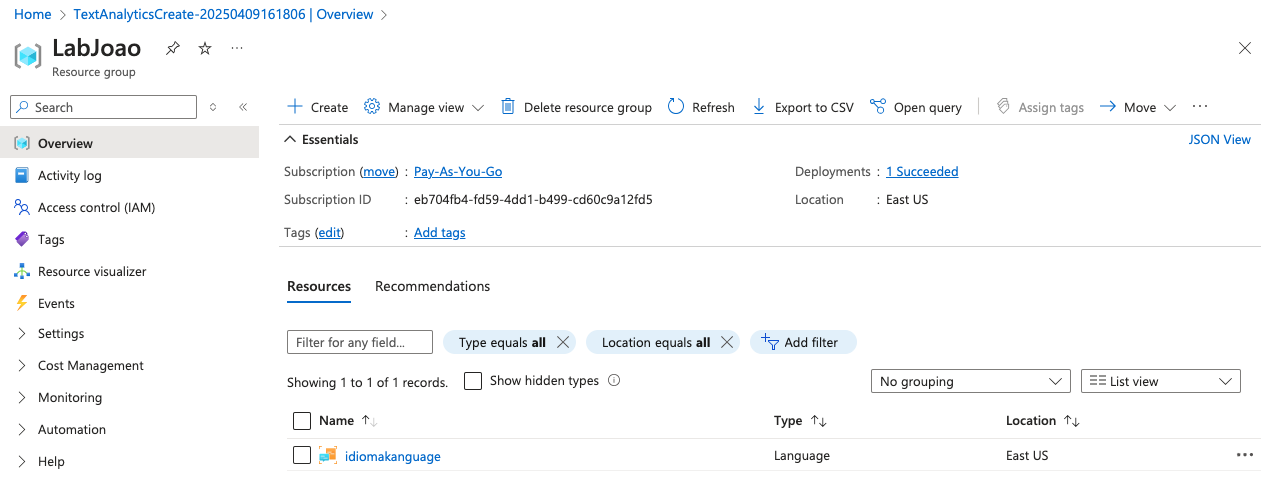 Home > TextAnalyticsCreate-20250409161806 | Overview >
LabJoao ...
Resource group
Search
Overview
Activity log
Access control (IAM)
Tags
Resource visualizer
Events
Settings
Cost Management
Monitoring
Automation
Help
Create Manage view Delete resource group Refresh Export to CSV Open query Assign tags Move ...
Essentials JSON View
Subscription (move) : Pay-As-You-Go Deployments : 1 Succeeded
Subscription ID : eb704fb4-fd59-4dd1-b499-cd60c9a12fd5 Location : East US
Tags (edit) : Add tags
Resources Recommendations
Filter for any field... Type equals all Location equals all Add filter
Showing 1 to 1 of 1 records. Show hidden types No grouping List view
Name Type Location
idiomakanguage Language East US ...